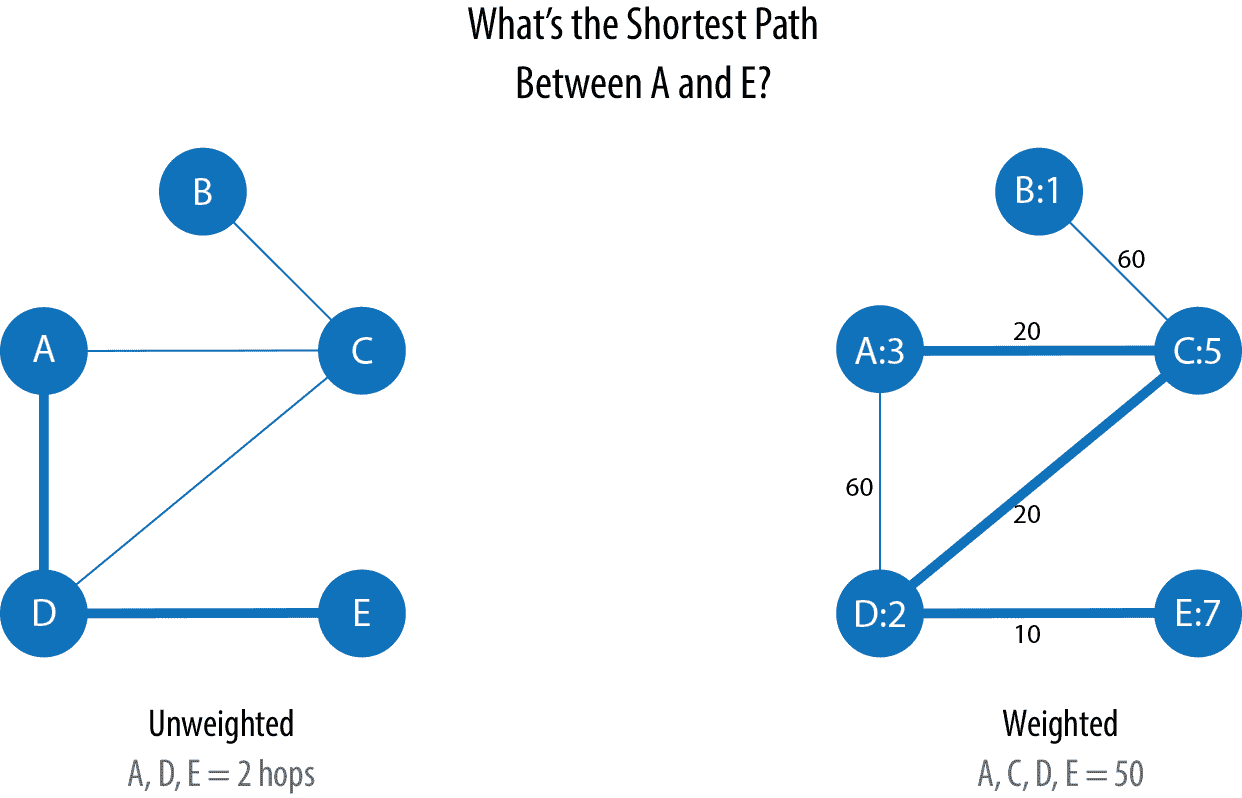 What's the Shortest Path
Between A and E?
B
A
C
D
E
Unweighted
A, D, E = 2 hops
B:1
60
A:3
20
C:5
60
20
D:2
10
E:7
Weighted
A, C, D, E = 50